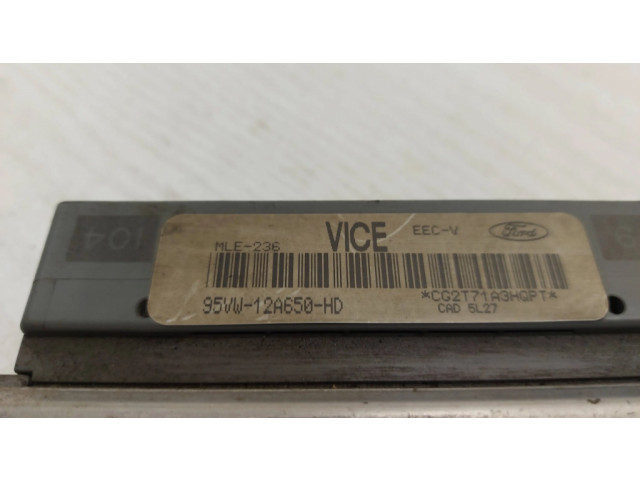 104
MLE-236 VICE EEC-V Ford
95VW-12A650-HD *CG2T71A3HQPT*
CAD 5L27